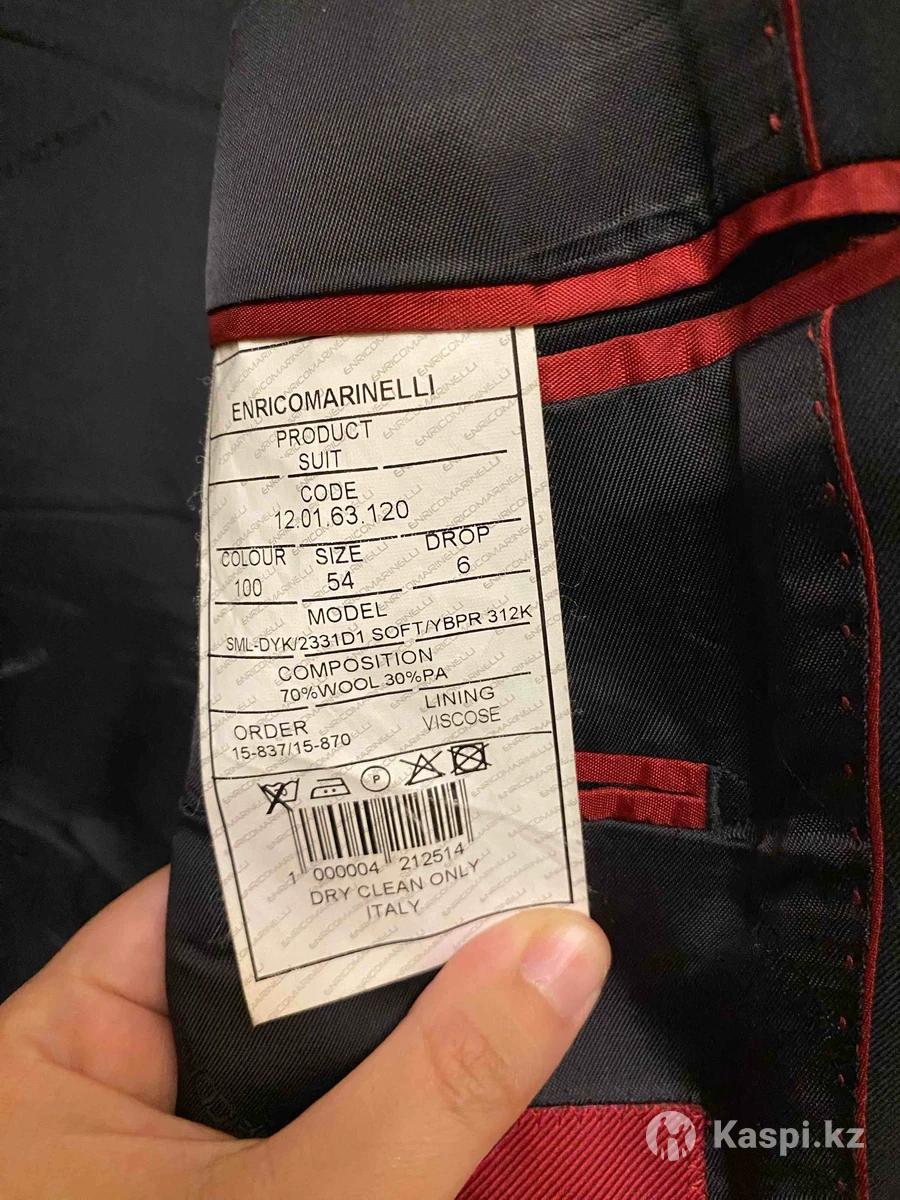 ENRICOMARINELLI
PRODUCT
SUIT
CODE
12.01.63.120
COLOUR SIZE DROP
100 54 6
MODEL
SML-DYK/2331D1 SOFT/YBPR 312K
COMPOSITION
70%WOOL 30%PA
ORDER LINING
15-837/15-870 VISCOSE
P
1 000004 212514
DRY CLEAN ONLY
ITALY
Kaspi.kz